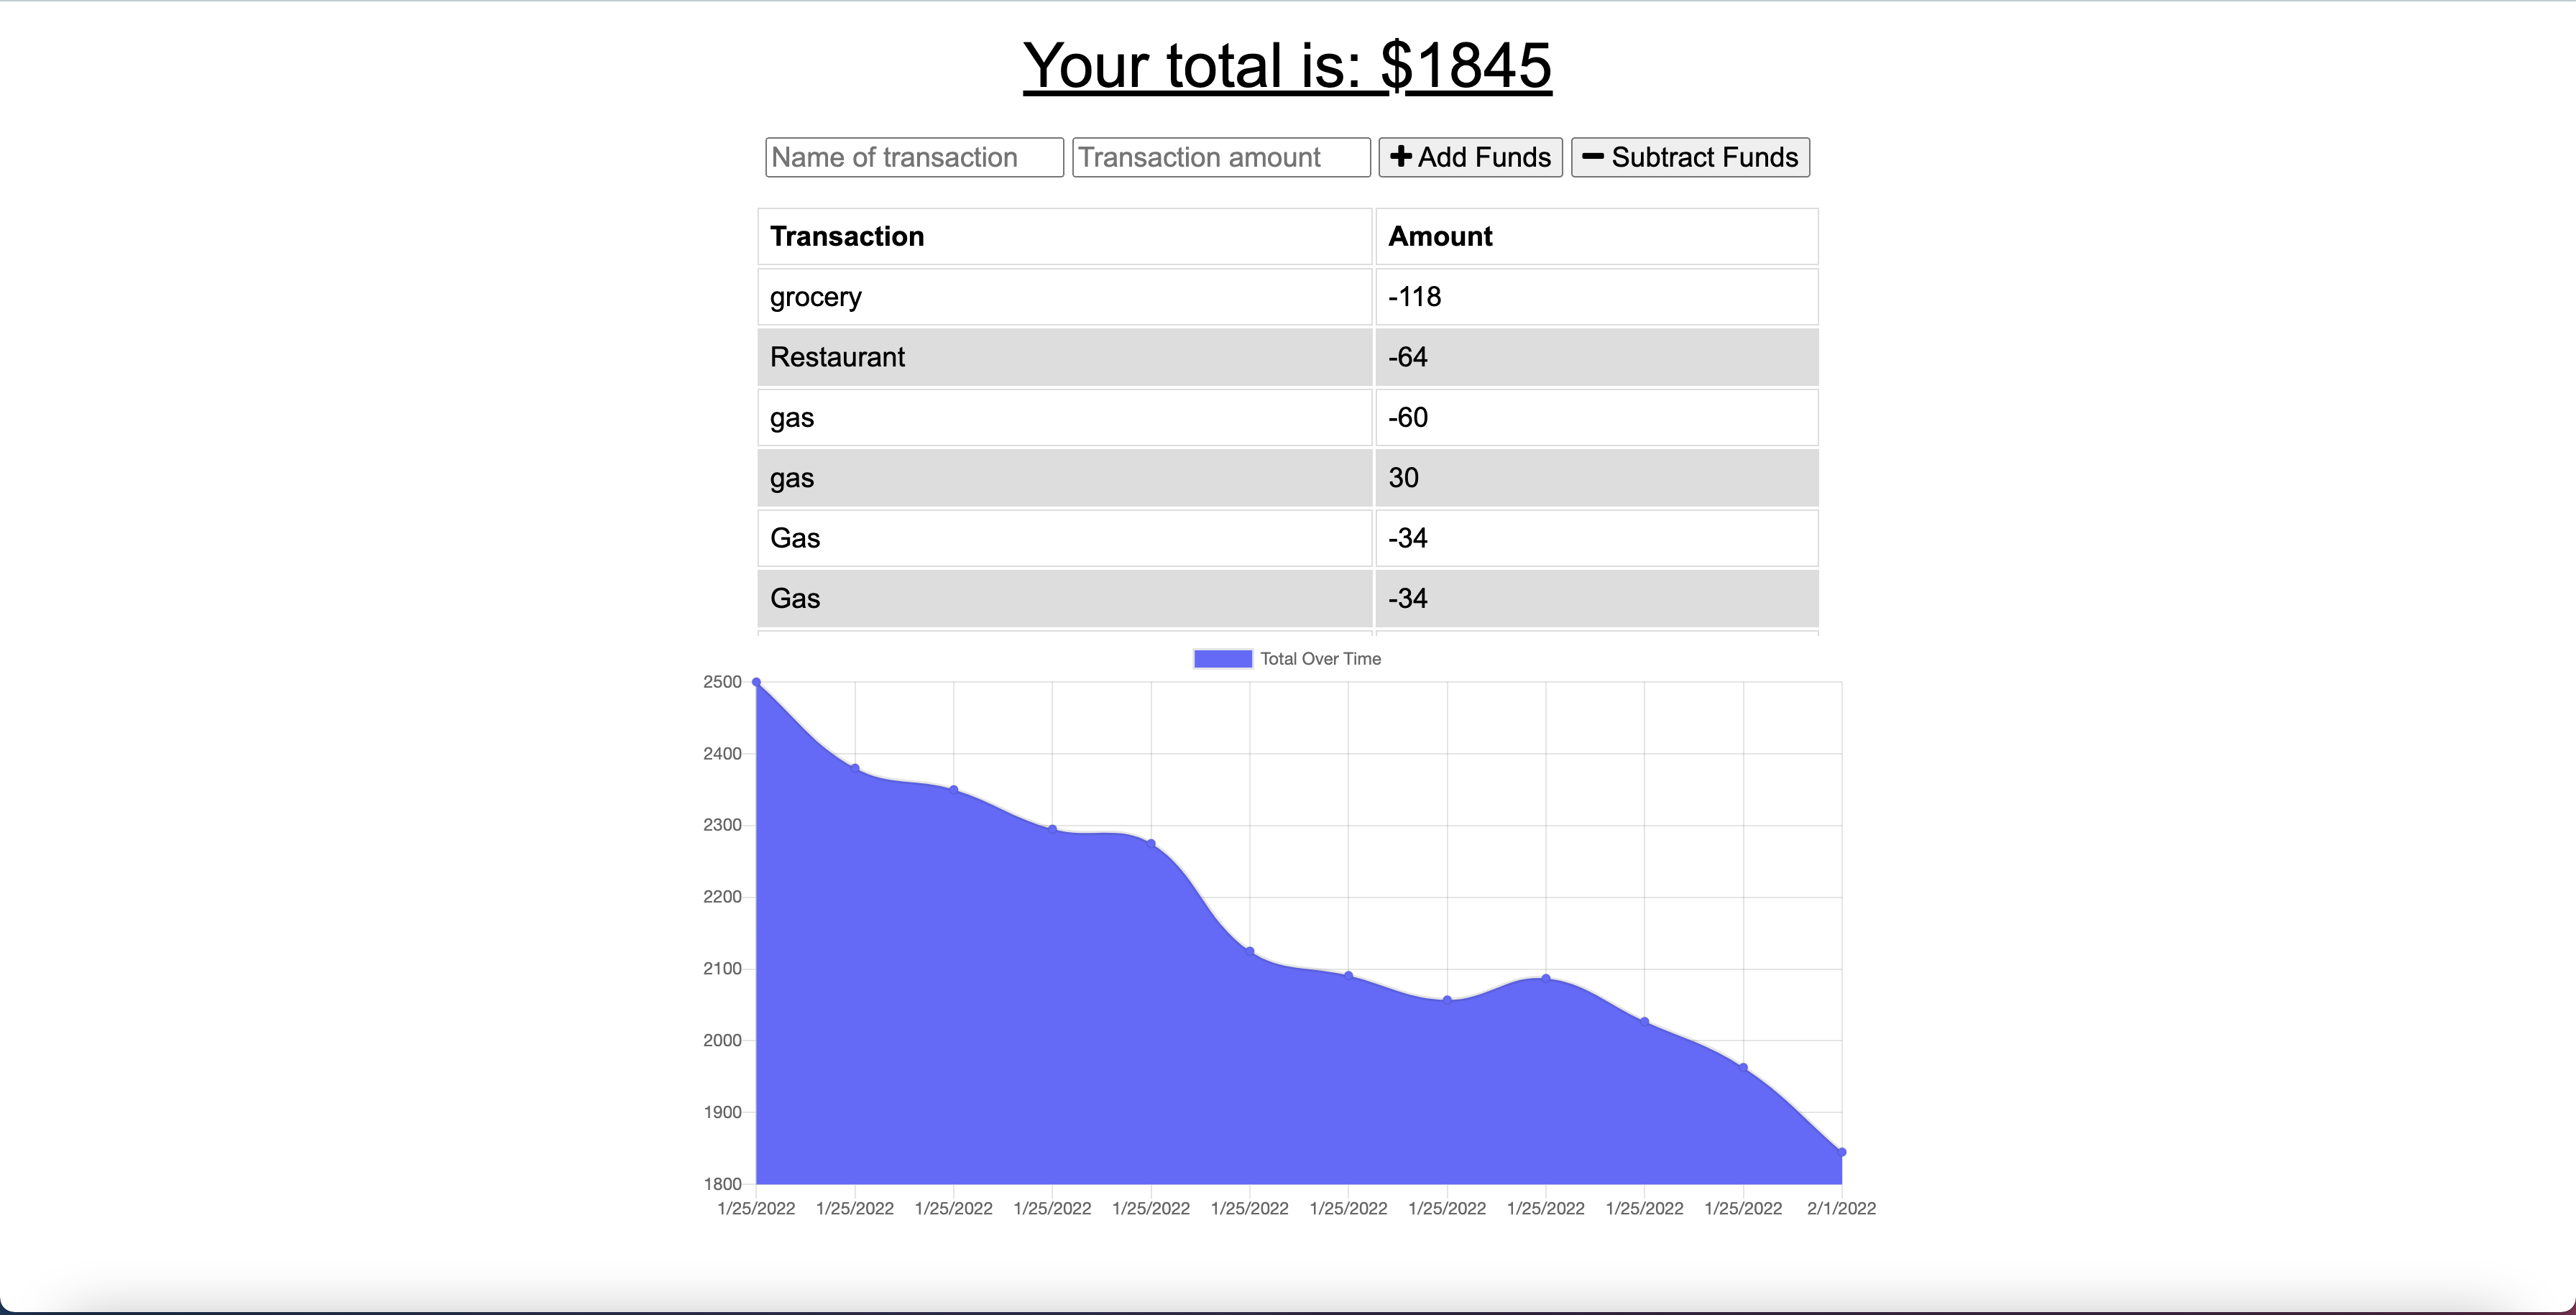 Your total is: $1845
Name of transaction Transaction amount Add Funds Subtract Funds
Transaction Amount
grocery -118
Restaurant -64
gas -60
gas 30
Gas -34
Gas -34
Total Over Time
2500
2400
2300
2200
2100
2000
1900
1800
1/25/2022 1/25/2022 1/25/2022 1/25/2022 1/25/2022 1/25/2022 1/25/2022 1/25/2022 1/25/2022 1/25/2022 1/25/2022 2/1/2022